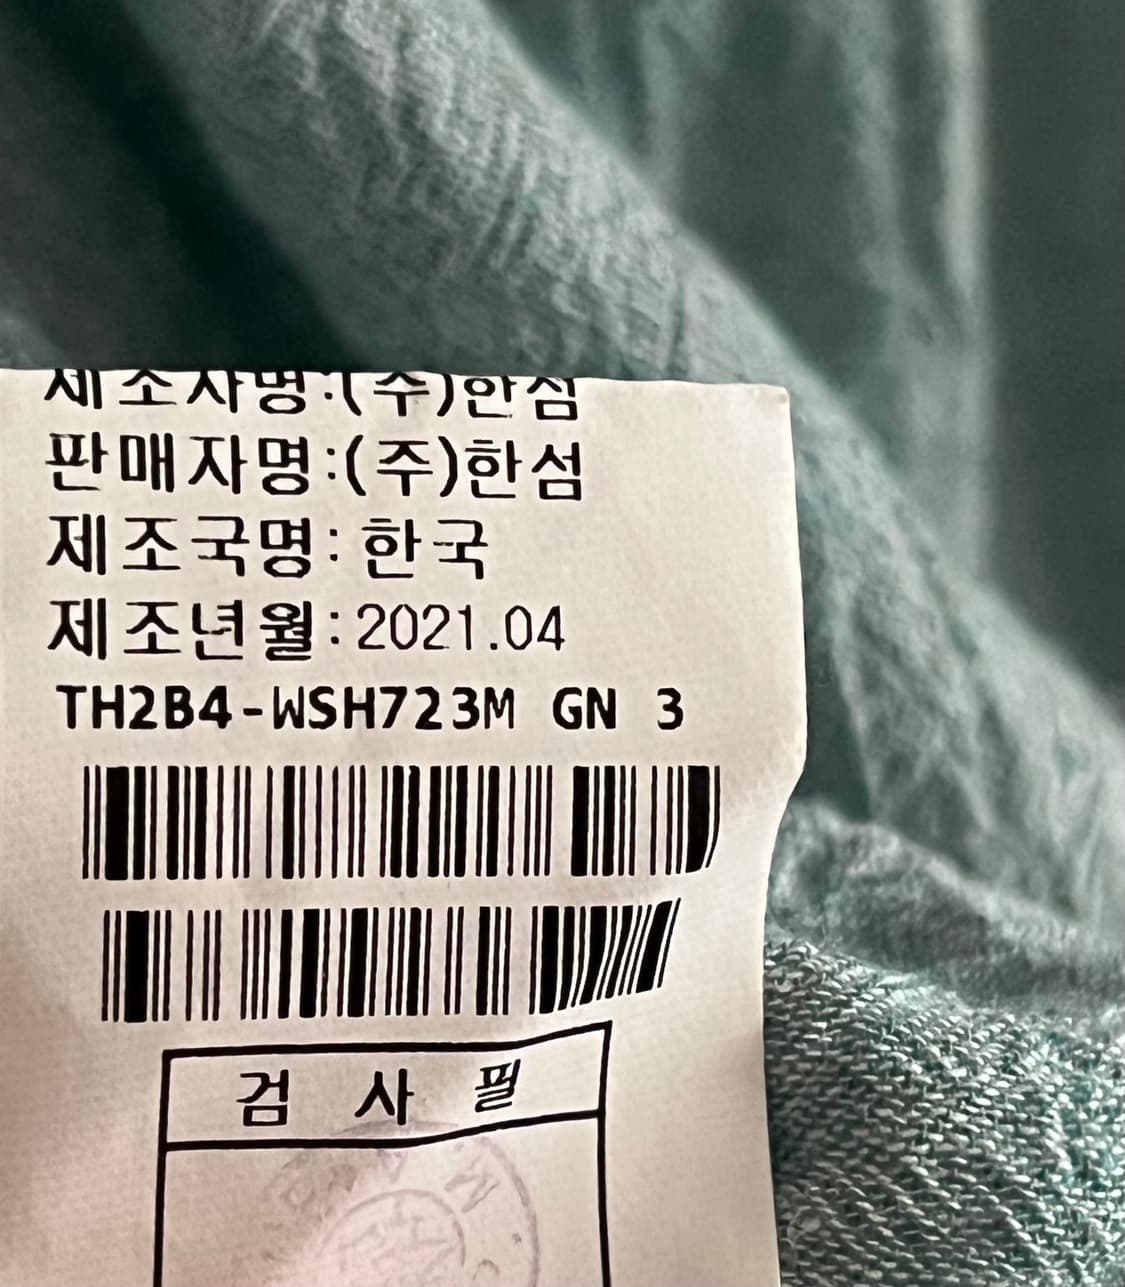 제조자명:(주)한섬
판매자명:(주)한섬
제조국명: 한국
제조년월:2021.04
TH2B4-WSH723M GN 3
검 사 필